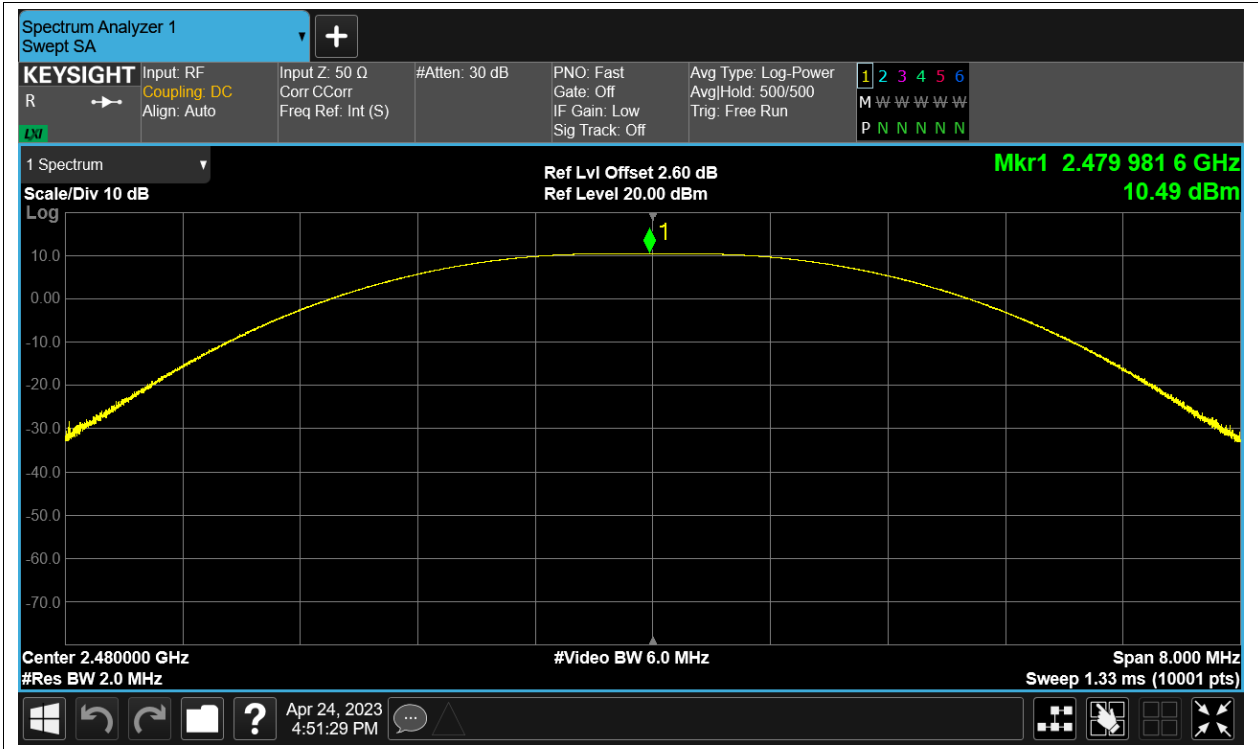 Spectrum Analyzer 1
Swept SA
KEYSIGHT
R
LXI
Input: RF
Coupling: DC
Align: Auto
Input Z: 50 Ω
Corr CCorr
Freq Ref: Int (S)
#Atten: 30 dB
PNO: Fast
Gate: Off
IF Gain: Low
Sig Track: Off
Avg Type: Log-Power
Avg|Hold: 500/500
Trig: Free Run
1 2 3 4 5 6
M W W W W W
P N N N N N
1 Spectrum
Scale/Div 10 dB
Log
Ref Lvl Offset 2.60 dB
Ref Level 20.00 dBm
Mkr1 2.479 981 6 GHz
10.49 dBm
1
10.0
0.00
-10.0
-20.0
-30.0
-40.0
-50.0
-60.0
-70.0
Center 2.480000 GHz
#Res BW 2.0 MHz
#Video BW 6.0 MHz
Span 8.000 MHz
Sweep 1.33 ms (10001 pts)
?
Apr 24, 2023
4:51:29 PM